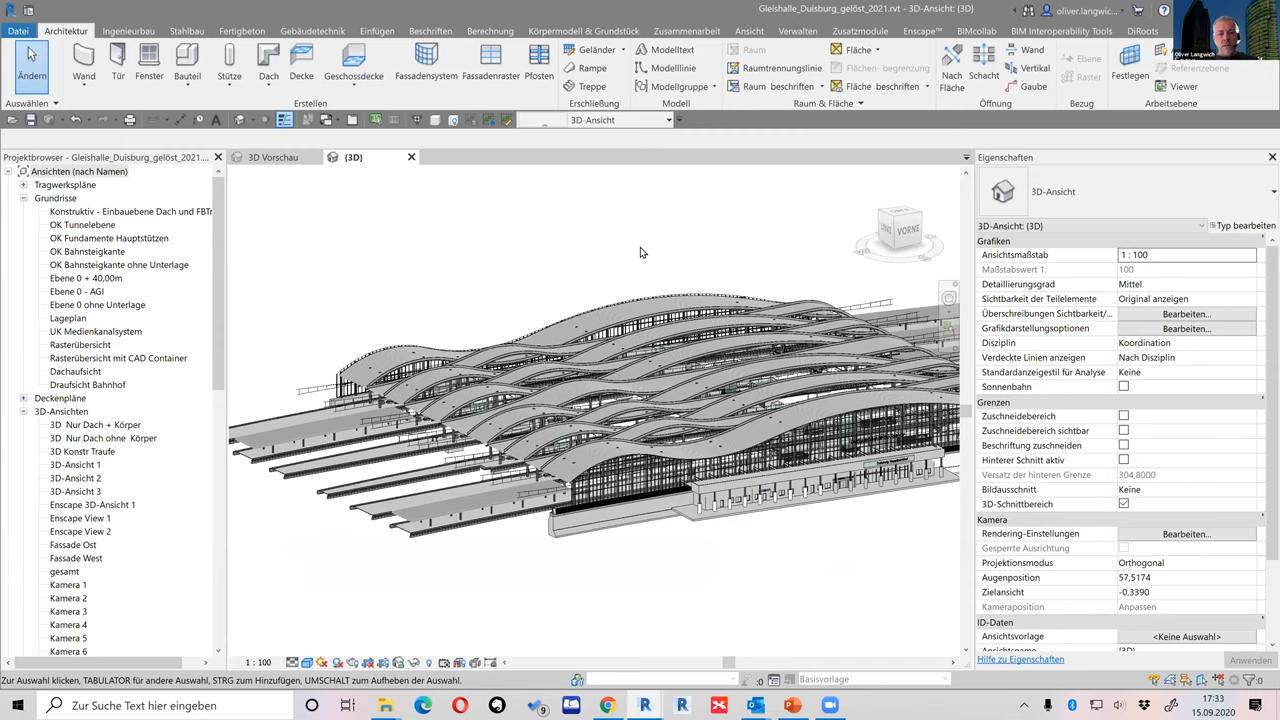 Gleishalle_Duisburg_gelöst_2021.rvt - 3D-Ansicht: (3D)
oliver.langwic...
Datei Architektur Ingenieurbau Stahlbau Fertigbeton Gebäudetechnik Einfügen Beschriften Berechnung Körpermodell & Grundstück Zusammenarbeit Ansicht Verwalten Zusatzmodule Enscape™ BIMcollab BIM Interoperability Tools DiRoots
Oliver Langwich
Ändern Wand Tür Fenster Bauteil Stütze Dach Decke Geschossdecke Fassadensystem Fassadenraster Pfosten
Geländer Modelltext Raum Fläche Wand Ebene
Rampe Modelllinie Raumtrennungslinie Flächen- begrenzung Vertikal Raster
Treppe Modellgruppe Raum beschriften Fläche beschriften Gaube
Nach Fläche Schacht Festlegen Referenzebene Viewer
Auswählen Erstellen Erschließung Modell Raum & Fläche Öffnung Bezug Arbeitsebene
3D-Ansicht
Projektbrowser - Gleishalle_Duisburg_gelöst_2021....
3D Vorschau (3D)
Eigenschaften
Ansichten (nach Namen)
Tragwerkspläne
Grundrisse
Konstruktiv - Einbauebene Dach und FBTr
OK Tunnelebene
OK Fundamente Hauptstützen
OK Bahnsteigkante
OK Bahnsteigkante ohne Unterlage
Ebene 0 + 40,00m
Ebene 0 - AGI
Ebene 0 ohne Unterlage
Lageplan
UK Medienkanalsystem
Rasterübersicht
Rasterübersicht mit CAD Container
Dachaufsicht
Draufsicht Bahnhof
Deckenpläne
3D-Ansichten
3D Nur Dach + Körper
3D Nur Dach ohne Körper
3D Konstr Traufe
3D-Ansicht 1
3D-Ansicht 2
3D-Ansicht 3
Enscape 3D-Ansicht 1
Enscape View 1
Enscape View 2
Fassade Ost
Fassade West
gesamt
Kamera 1
Kamera 2
Kamera 3
Kamera 4
Kamera 5
Kamera 6
LINKS VORNE
3D-Ansicht
3D-Ansicht: (3D) Typ bearbeiten
Grafiken
Ansichtsmaßstab 1 : 100
Maßstabswert 1: 100
Detaillierungsgrad Mittel
Sichtbarkeit der Teilelemente Original anzeigen
Überschreibungen Sichtbarkeit/... Bearbeiten...
Grafikdarstellungsoptionen Bearbeiten...
Disziplin Koordination
Verdeckte Linien anzeigen Nach Disziplin
Standardanzeigestil für Analyse Keine
Sonnenbahn
Grenzen
Zuschneidebereich
Zuschneidebereich sichtbar
Beschriftung zuschneiden
Hinterer Schnitt aktiv
Versatz der hinteren Grenze 304,8000
Bildausschnitt Keine
3D-Schnittbereich
Kamera
Rendering-Einstellungen Bearbeiten...
Gesperrte Ausrichtung
Projektionsmodus Orthogonal
Augenposition 57,5174
Zielansicht -0,3390
Kameraposition Anpassen
ID-Daten
Ansichtsvorlage <Keine Auswahl>
Hilfe zu Eigenschaften Anwenden
1 : 100
Zur Auswahl klicken, TABULATOR für andere Auswahl, STRG zum Hinzufügen, UMSCHALT zum Aufheben der Auswahl.
:0 Basisvorlage :0
Zur Suche Text hier eingeben
17:33
15.09.2020